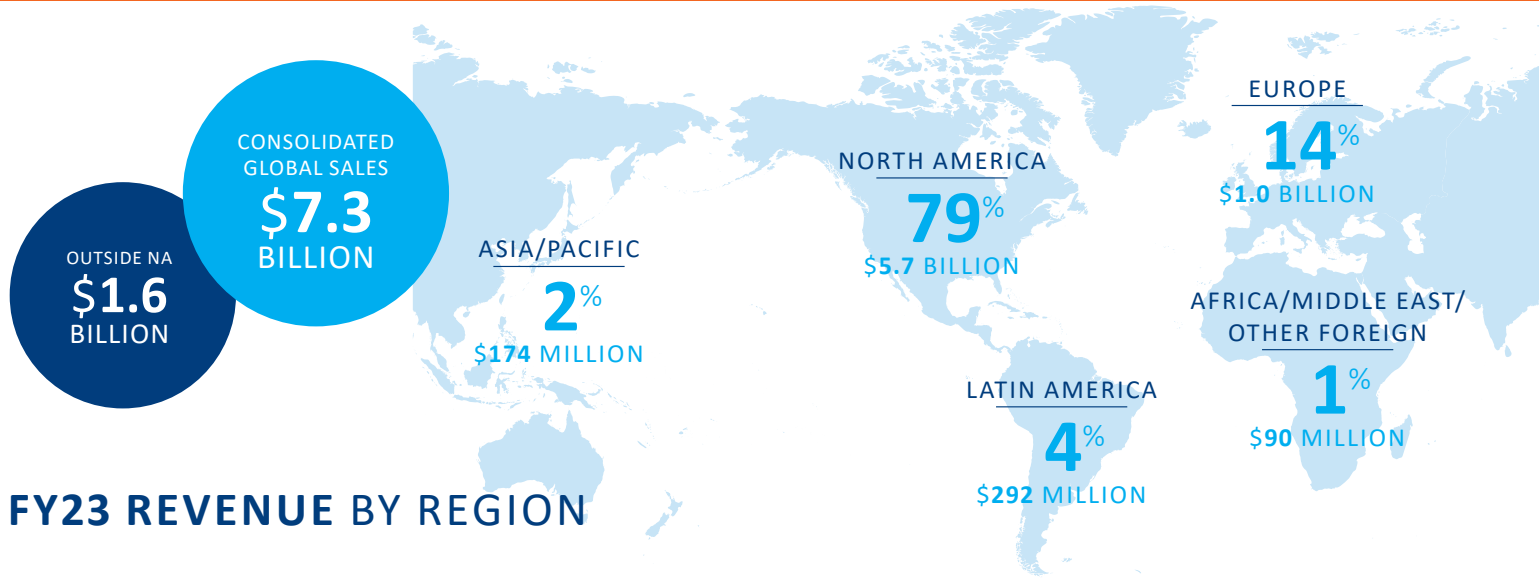 CONSOLIDATED
GLOBAL SALES
$7.3
BILLION
OUTSIDE NA
$1.6
BILLION
ASIA/PACIFIC
2%
$174 MILLION
NORTH AMERICA
79%
$5.7 BILLION
EUROPE
14%
$1.0 BILLION
AFRICA/MIDDLE EAST/
OTHER FOREIGN
1%
$90 MILLION
LATIN AMERICA
4%
$292 MILLION
FY23 REVENUE BY REGION